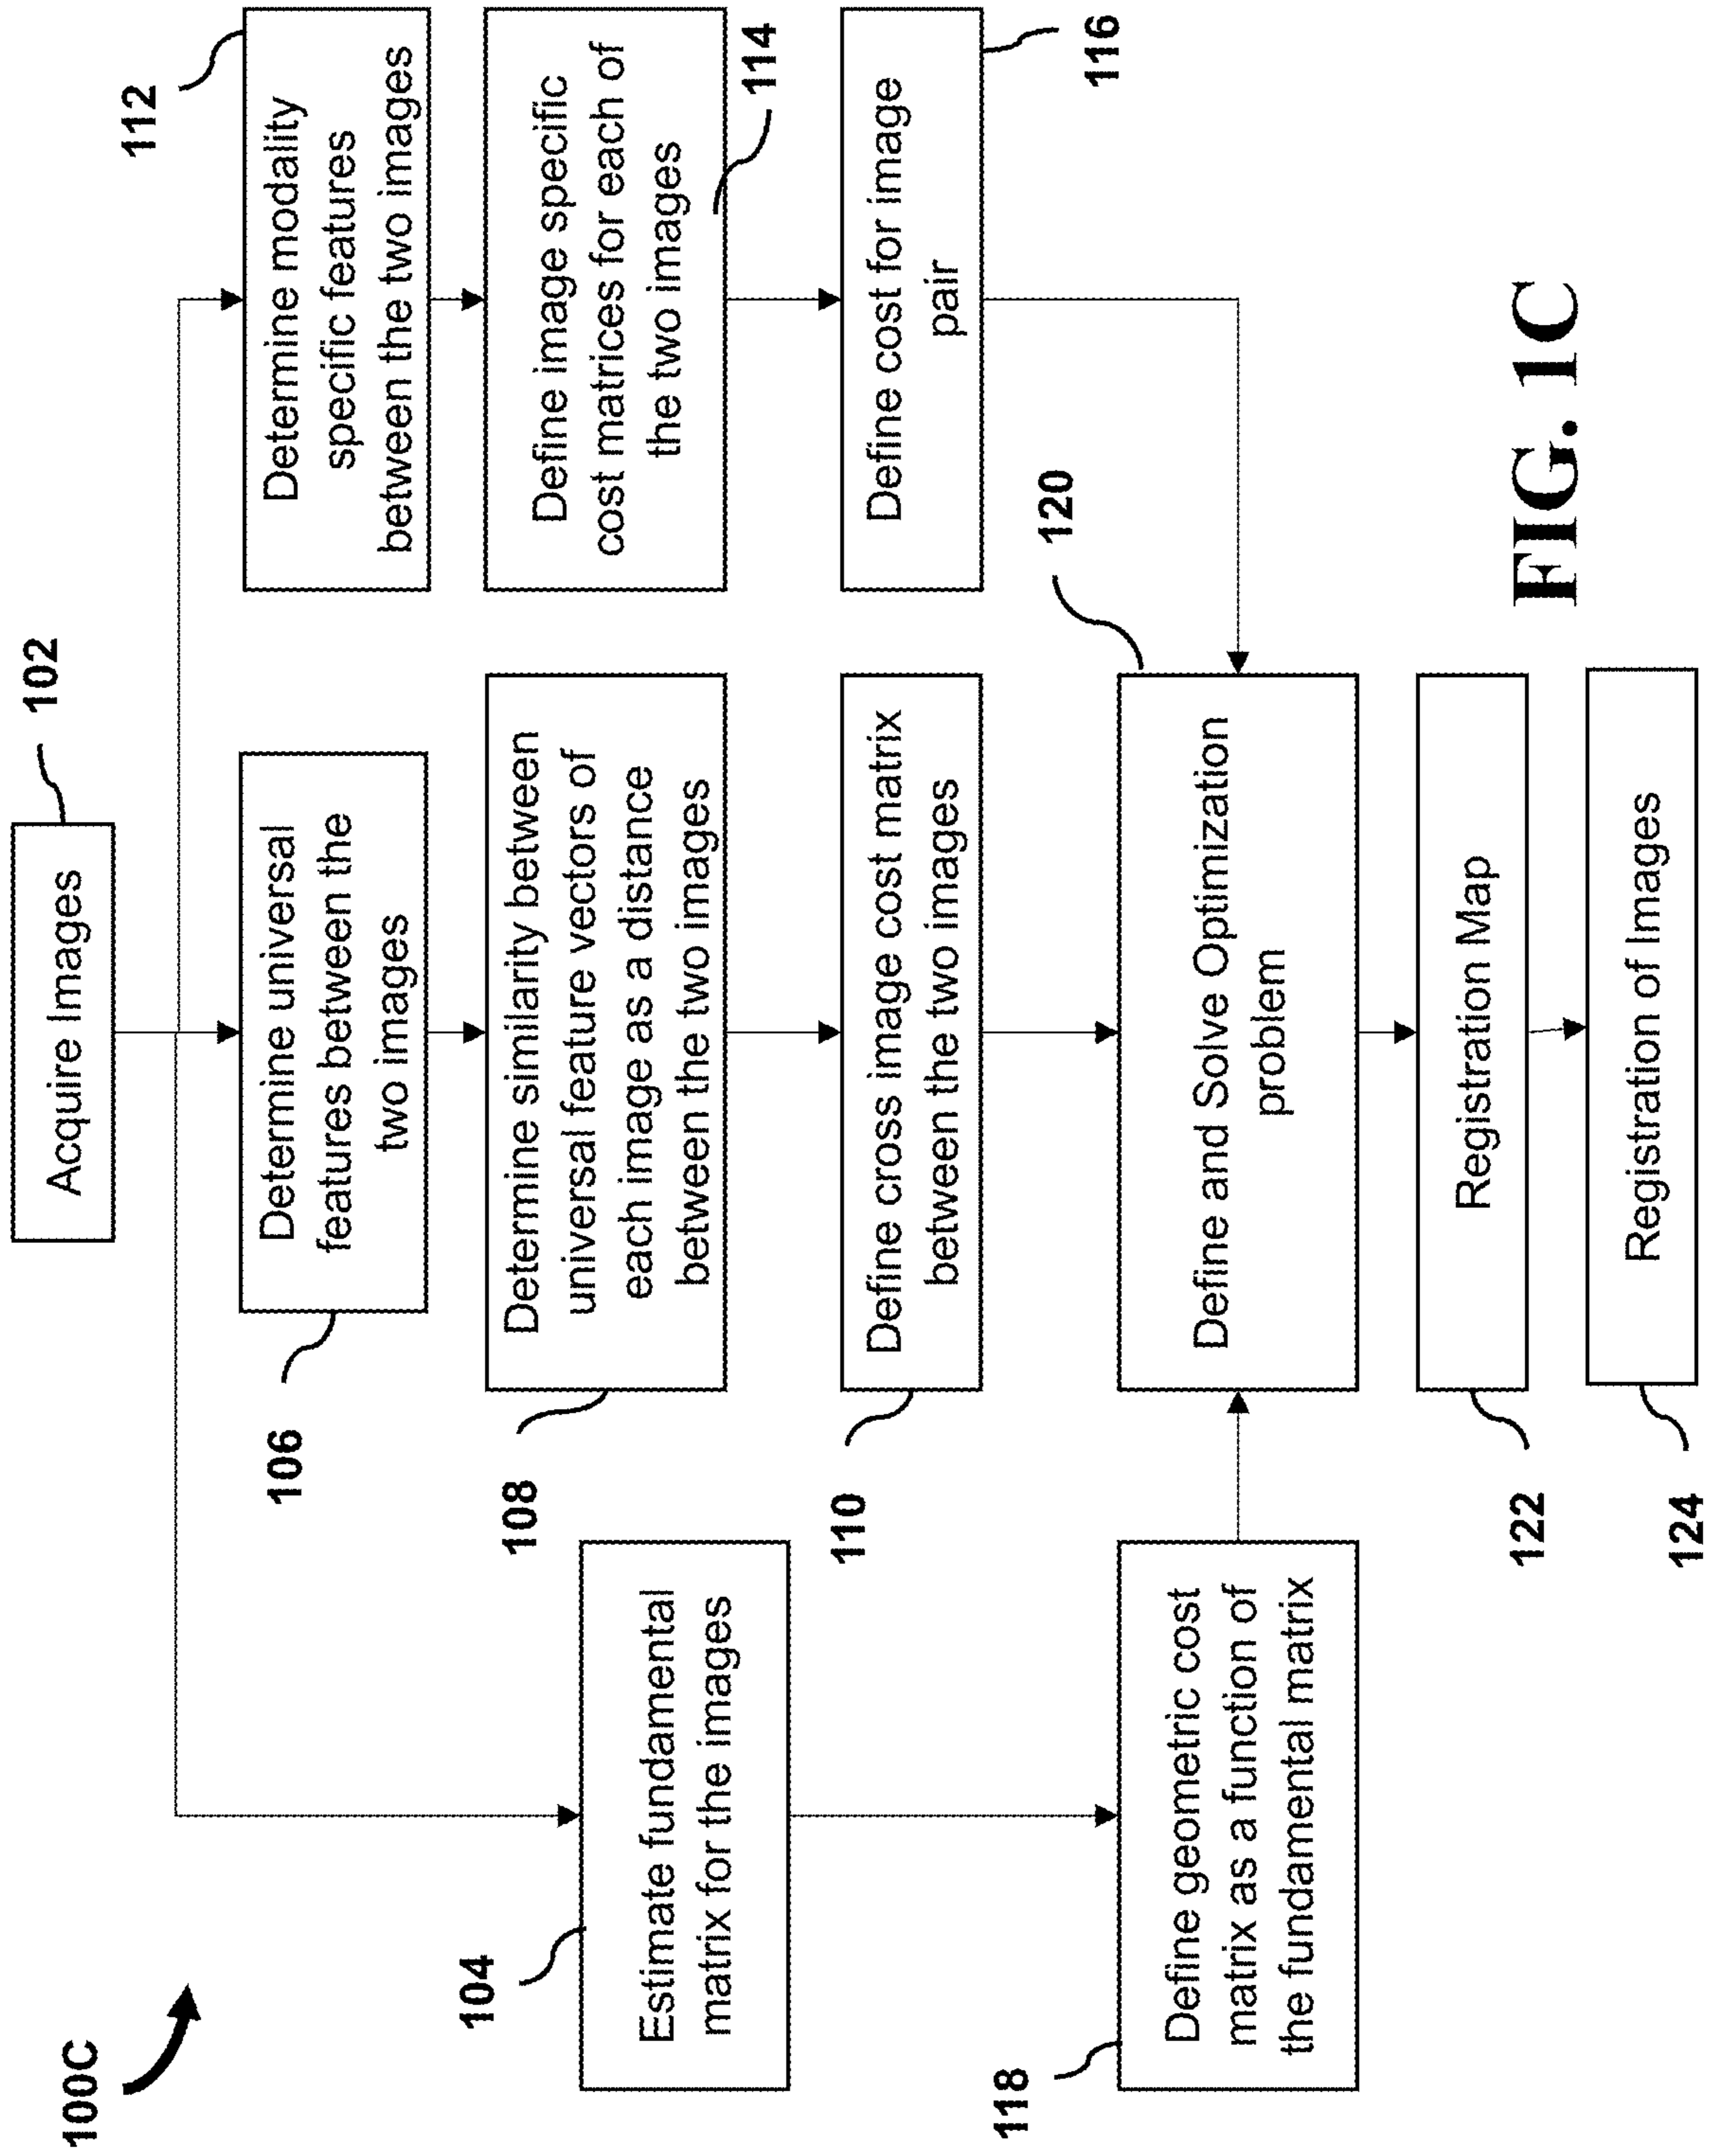 100C
Acquire Images
102
Estimate fundamental
matrix for the images
104
Determine universal
features between the
two images
106
Determine similarity between
universal feature vectors of
each image as a distance
between the two images
108
Define cross image cost matrix
between the two images
110
Determine modality
specific features
between the two images
112
Define image specific
cost matrices for each of
the two images
114
Define cost for image
pair
116
Define geometric cost
matrix as a function of
the fundamental matrix
118
Define and Solve Optimization
problem
120
Registration Map
122
Registration of Images
124
FIG. 1C